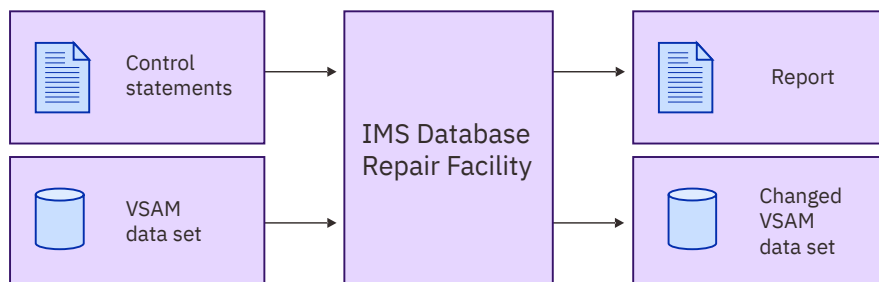 Control
statements
VSAM
data set
IMS Database
Repair Facility
Report
Changed
VSAM
data set